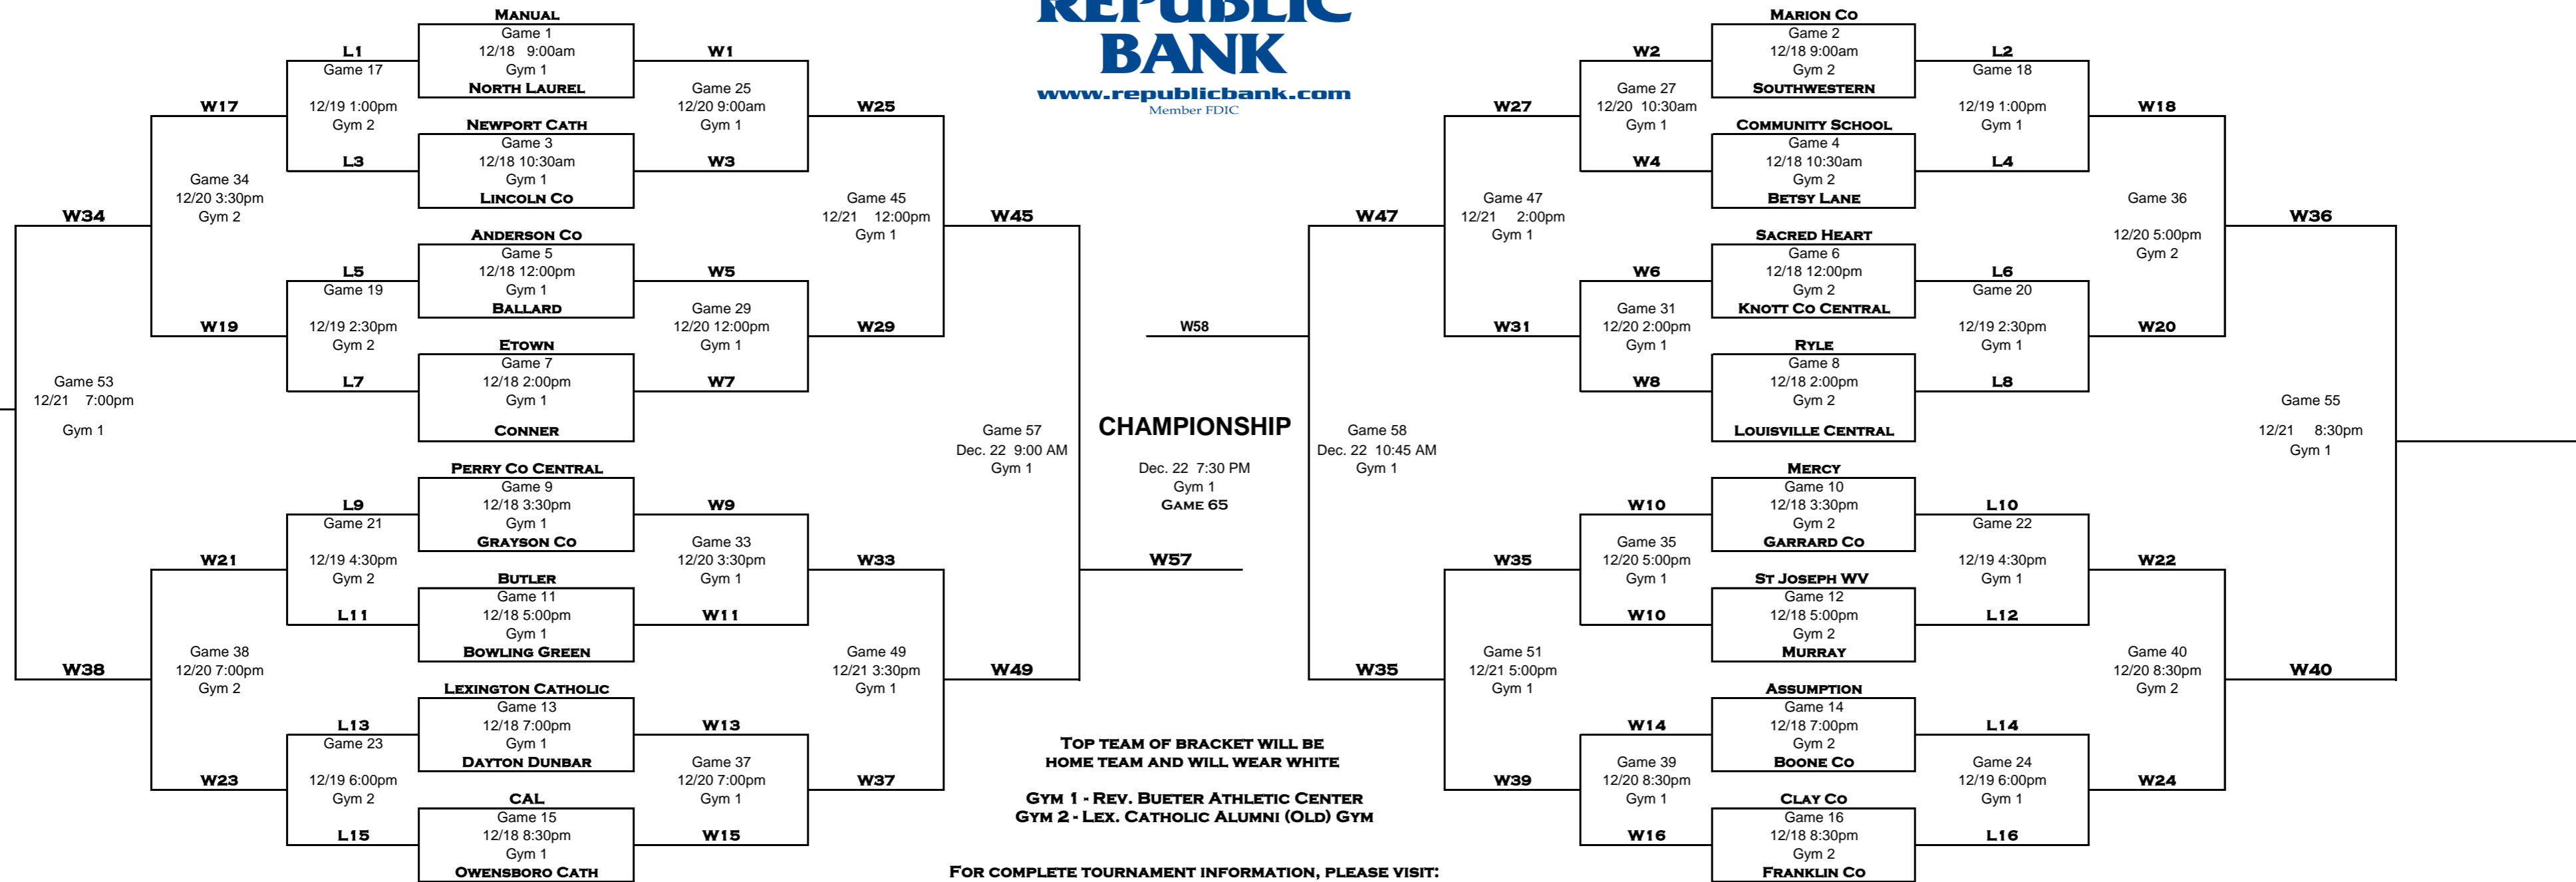 REPUBLIC
BANK
www.republicbank.com
Member FDIC
MANUAL
Game 1
12/18 9:00am
Gym 1
NORTH LAUREL
L1
Game 17
12/19 1:00pm
Gym 2
L3
W1
Game 25
12/20 9:00am
Gym 1
W3
NEWPORT CATH
Game 3
12/18 10:30am
Gym 1
LINCOLN CO
W17
Game 34
12/20 3:30pm
Gym 2
W19
W25
Game 45
12/21 12:00pm
Gym 1
W29
ANDERSON CO
Game 5
12/18 12:00pm
Gym 1
BALLARD
L5
Game 19
12/19 2:30pm
Gym 2
L7
W5
Game 29
12/20 12:00pm
Gym 1
W7
ETOWN
Game 7
12/18 2:00pm
Gym 1
CONNER
W34
Game 53
12/21 7:00pm
Gym 1
W38
W45
Game 57
Dec. 22 9:00 AM
Gym 1
W49
PERRY CO CENTRAL
Game 9
12/18 3:30pm
Gym 1
GRAYSON CO
L9
Game 21
12/19 4:30pm
Gym 2
L11
W9
Game 33
12/20 3:30pm
Gym 1
W11
BUTLER
Game 11
12/18 5:00pm
Gym 1
BOWLING GREEN
W21
Game 38
12/20 7:00pm
Gym 2
W23
W33
Game 49
12/21 3:30pm
Gym 1
W37
LEXINGTON CATHOLIC
Game 13
12/18 7:00pm
Gym 1
DAYTON DUNBAR
L13
Game 23
12/19 6:00pm
Gym 2
L15
W13
Game 37
12/20 7:00pm
Gym 1
W15
CAL
Game 15
12/18 8:30pm
Gym 1
OWENSBORO CATH
W58
CHAMPIONSHIP
Dec. 22 7:30 PM
Gym 1
GAME 65
W57
TOP TEAM OF BRACKET WILL BE
HOME TEAM AND WILL WEAR WHITE
GYM 1 - REV. BUETER ATHLETIC CENTER
GYM 2 - LEX. CATHOLIC ALUMNI (OLD) GYM
FOR COMPLETE TOURNAMENT INFORMATION, PLEASE VISIT:
MARION CO
Game 2
12/18 9:00am
Gym 2
SOUTHWESTERN
W2
Game 27
12/20 10:30am
Gym 1
W4
L2
Game 18
12/19 1:00pm
Gym 1
L4
COMMUNITY SCHOOL
Game 4
12/18 10:30am
Gym 2
BETSY LANE
W27
Game 47
12/21 2:00pm
Gym 1
W31
W18
Game 36
12/20 5:00pm
Gym 2
W20
SACRED HEART
Game 6
12/18 12:00pm
Gym 2
KNOTT CO CENTRAL
W6
Game 31
12/20 2:00pm
Gym 1
W8
L6
Game 20
12/19 2:30pm
Gym 1
L8
RYLE
Game 8
12/18 2:00pm
Gym 2
LOUISVILLE CENTRAL
W47
Game 58
Dec. 22 10:45 AM
Gym 1
W35
W36
Game 55
12/21 8:30pm
Gym 1
W40
MERCY
Game 10
12/18 3:30pm
Gym 2
GARRARD CO
W10
Game 35
12/20 5:00pm
Gym 1
W10
L10
Game 22
12/19 4:30pm
Gym 1
L12
ST JOSEPH WV
Game 12
12/18 5:00pm
Gym 2
MURRAY
W35
Game 51
12/21 5:00pm
Gym 1
W39
W22
Game 40
12/20 8:30pm
Gym 2
W24
ASSUMPTION
Game 14
12/18 7:00pm
Gym 2
BOONE CO
W14
Game 39
12/20 8:30pm
Gym 1
W16
L14
Game 24
12/19 6:00pm
Gym 1
L16
CLAY CO
Game 16
12/18 8:30pm
Gym 2
FRANKLIN CO